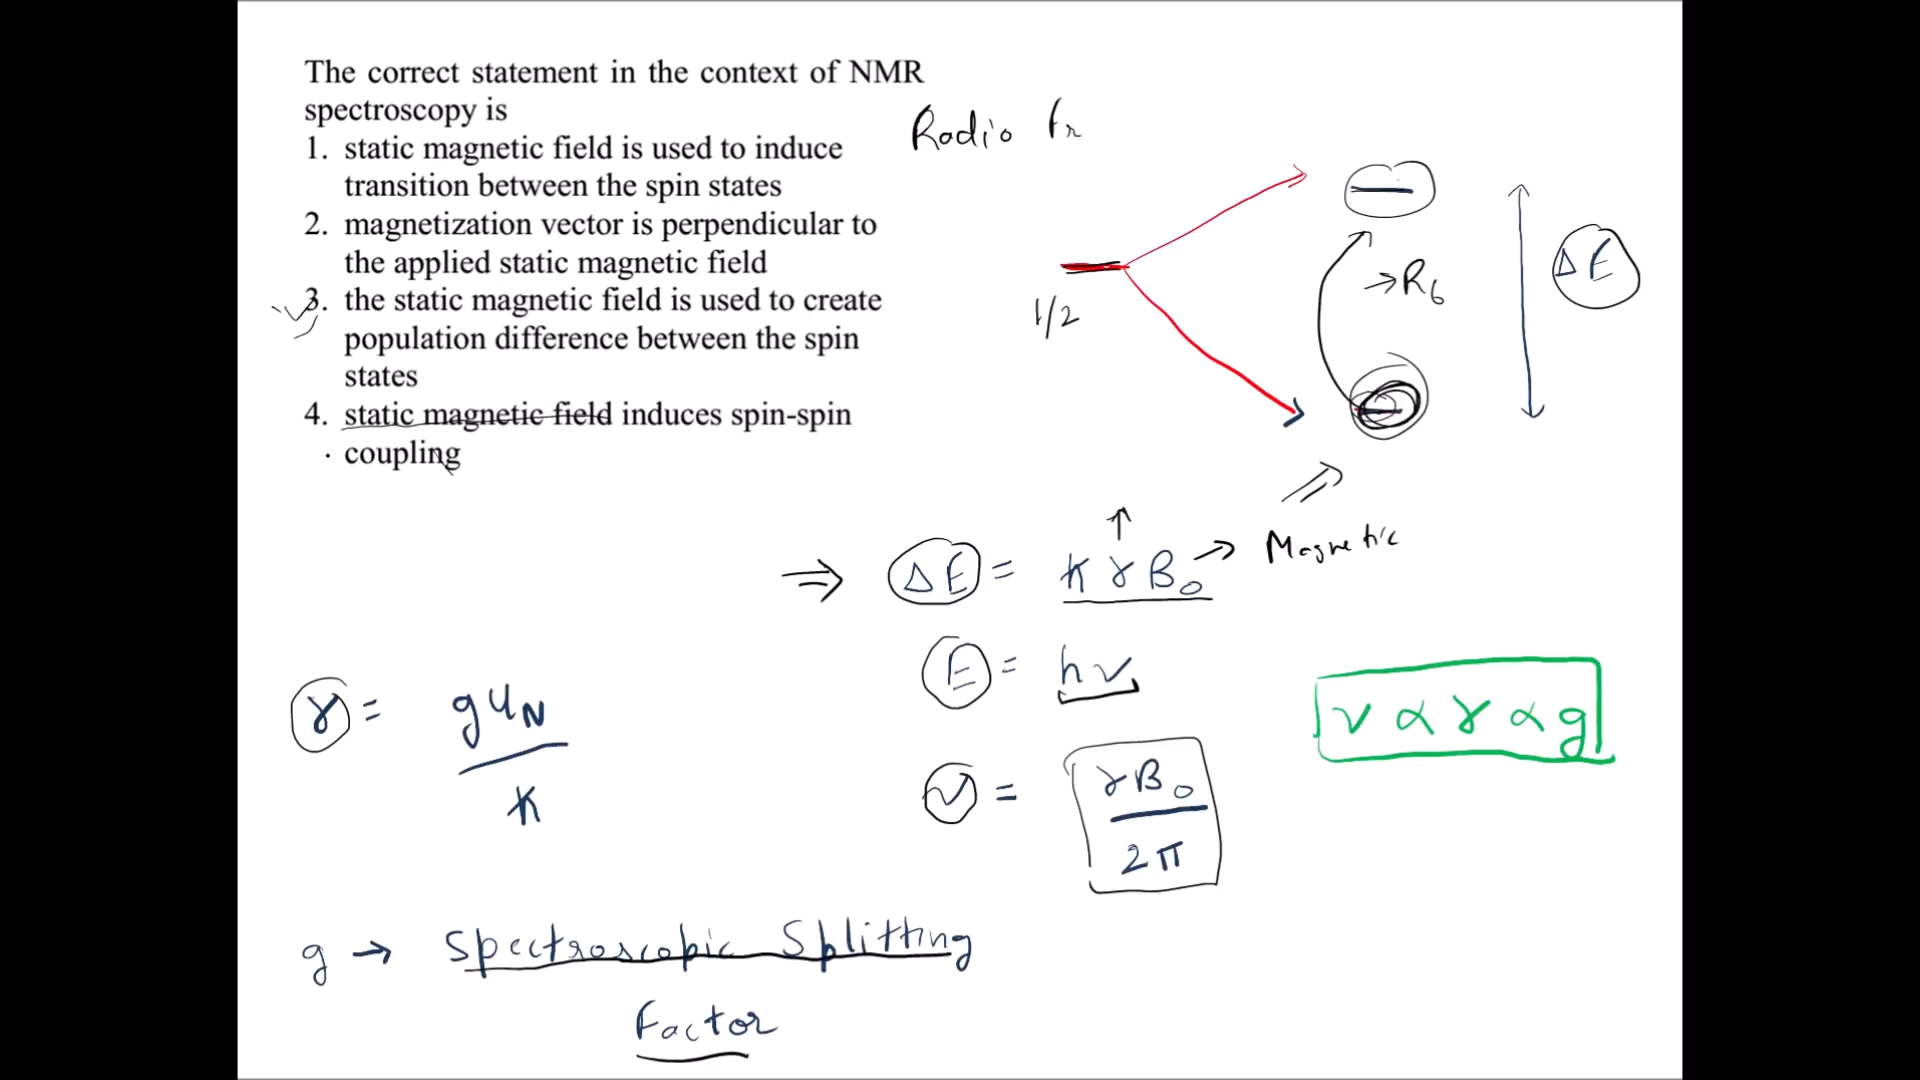 The correct statement in the context of NMR
spectroscopy is
1. static magnetic field is used to induce
transition between the spin states
2. magnetization vector is perpendicular to
the applied static magnetic field
3. the static magnetic field is used to create
population difference between the spin
states
4. static magnetic field induces spin-spin
coupling
Radio fr
1/2
→R6
ΔE
⇒ ΔE = ħγB₀ → Magnetic
E = hν
γ = gμN/ħ
ν = γB₀/2π
ν ∝ γ ∝ g
g → Spectroscopic Splitting
Factor